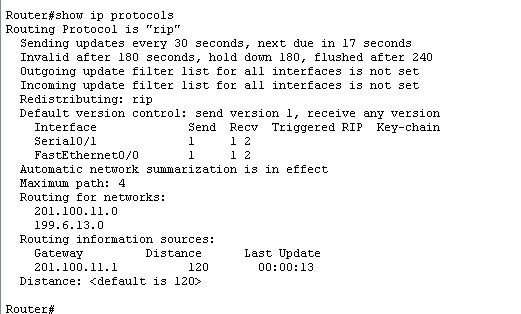 Router#show ip protocols
Routing Protocol is "rip"
  Sending updates every 30 seconds, next due in 17 seconds
  Invalid after 180 seconds, hold down 180, flushed after 240
  Outgoing update filter list for all interfaces is not set
  Incoming update filter list for all interfaces is not set
  Redistributing: rip
  Default version control: send version 1, receive any version
    Interface             Send  Recv  Triggered RIP  Key-chain
    Serial0/1             1     1 2
    FastEthernet0/0       1     1 2
  Automatic network summarization is in effect
  Maximum path: 4
  Routing for networks:
    201.100.11.0
    199.6.13.0
  Routing information sources:
    Gateway         Distance      Last Update
    201.100.11.1          120       00:00:13
  Distance: <default is 120>
Router#